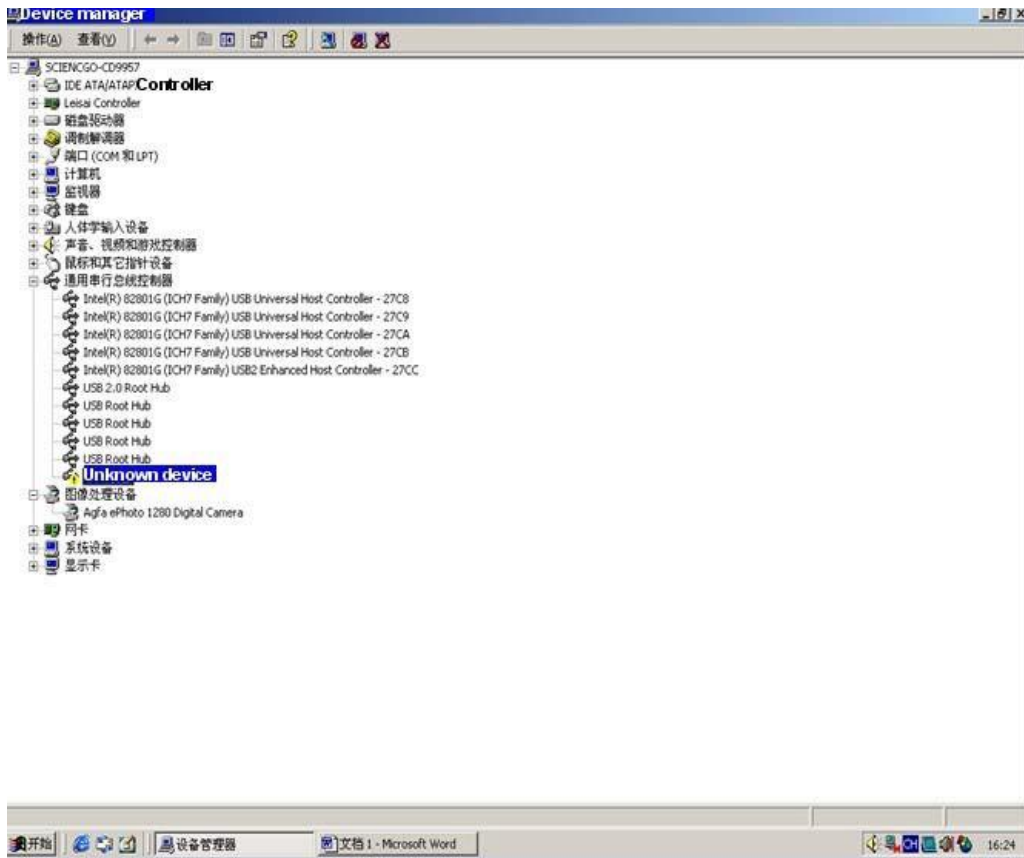 Device manager
操作(A) 查看(V)
SCIENCGO-CD9957
IDE ATA/ATAPController
Leisai Controller
磁盘驱动器
调制解调器
端口 (COM 和 LPT)
计算机
监视器
键盘
人体学输入设备
声音、视频和游戏控制器
鼠标和其它指针设备
通用串行总线控制器
Intel(R) 82801G (ICH7 Family) USB Universal Host Controller - 27C8
Intel(R) 82801G (ICH7 Family) USB Universal Host Controller - 27C9
Intel(R) 82801G (ICH7 Family) USB Universal Host Controller - 27CA
Intel(R) 82801G (ICH7 Family) USB Universal Host Controller - 27CB
Intel(R) 82801G (ICH7 Family) USB2 Enhanced Host Controller - 27CC
USB 2.0 Root Hub
USB Root Hub
USB Root Hub
USB Root Hub
USB Root Hub
Unknown device
图像处理设备
Agfa ePhoto 1280 Digital Camera
网卡
系统设备
显示卡
开始 设备管理器 文档 1 - Microsoft Word CH 16:24